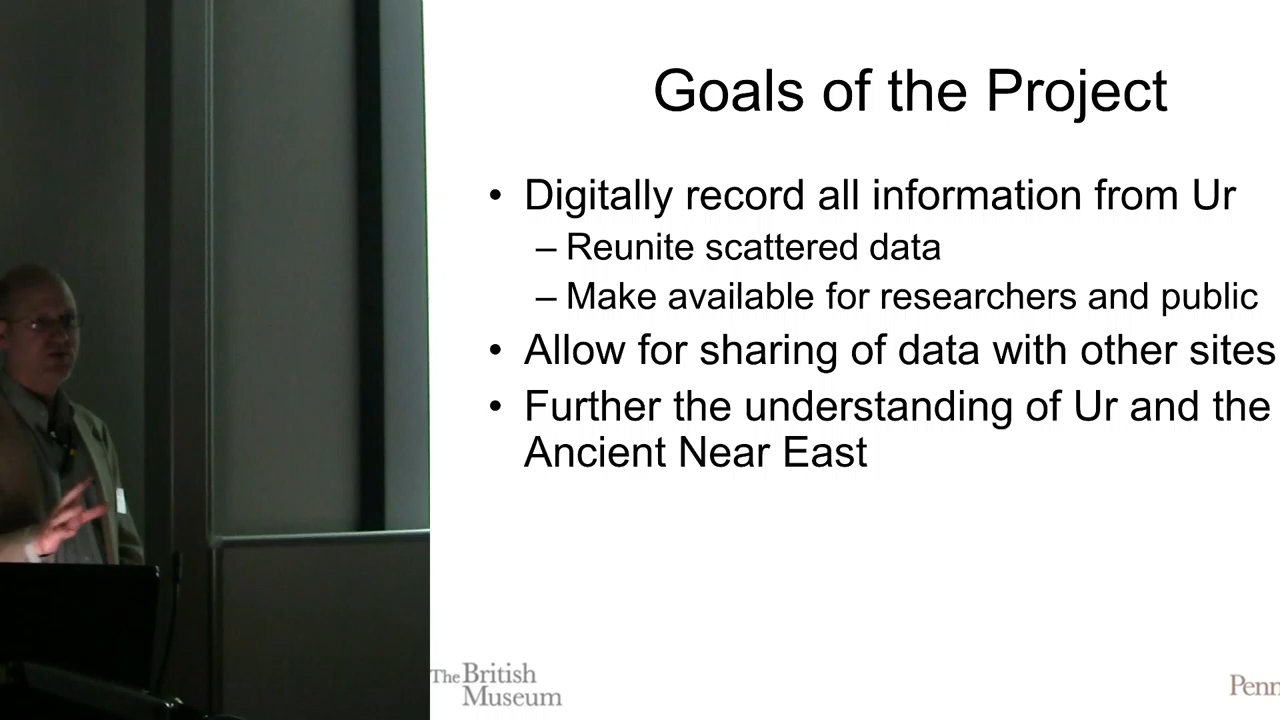 Goals of the Project
• Digitally record all information from Ur
– Reunite scattered data
– Make available for researchers and public
• Allow for sharing of data with other sites
• Further the understanding of Ur and the
Ancient Near East
The British
Museum
Penn